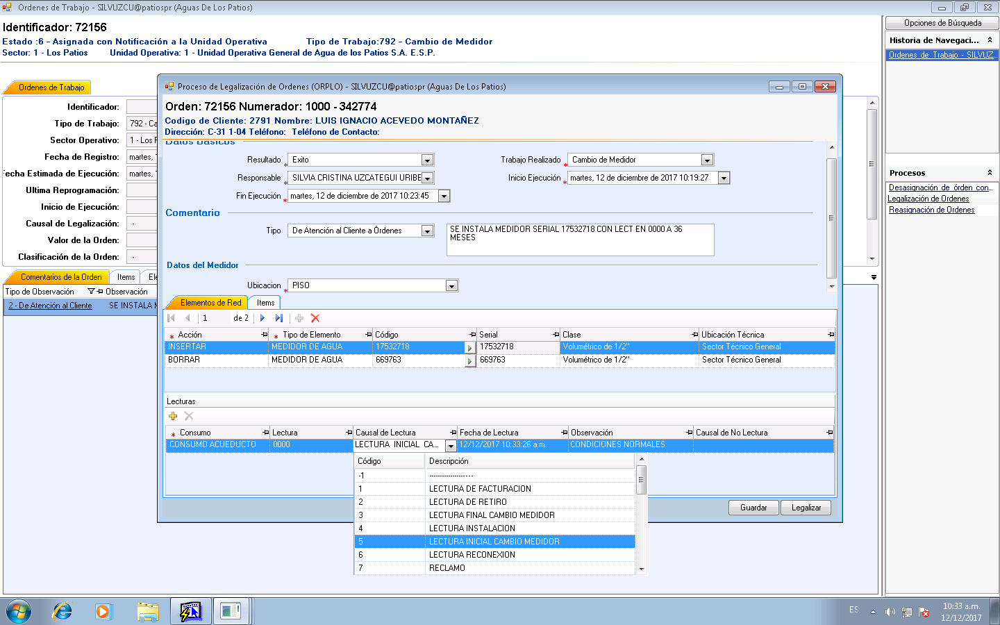 Ordenes de Trabajo - SILVUZCU@patiospr (Aguas De Los Patios)
Identificador: 72156
Estado :6 - Asignada con Notificación a la Unidad Operativa Tipo de Trabajo:792 - Cambio de Medidor
Sector: 1 - Los Patios Unidad Operativa: 1 - Unidad Operativa General de Agua de los Patios S.A. E.S.P.
Opciones de Búsqueda
Historia de Navegaci...
Ordenes de Trabajo - SILVUZ...
Procesos
Desasignación de órden con...
Legalización de Ordenes
Reasignación de Ordenes
Ordenes de Trabajo
Identificador:
Tipo de Trabajo: 792 - Ca
Sector Operativo: 1 - Los F
Fecha de Registro: martes,
Fecha Estimada de Ejecución: martes,
Ultima Reprogramación:
Inicio de Ejecución:
Causal de Legalización: -
Valor de la Orden:
Clasificación de la Orden: -
Comentarios de la Orden Items Ele
Tipo de Observación Observación
2 - De Atención al Cliente SE INSTALA M
Proceso de Legalización de Ordenes (ORPLO) - SILVUZCU@patiospr (Aguas De Los Patios)
Orden: 72156 Numerador: 1000 - 342774
Codigo de Cliente: 2791 Nombre: LUIS IGNACIO ACEVEDO MONTAÑEZ
Dirección: C-31 1-04 Teléfono: Teléfono de Contacto:
Datos Básicos
Resultado * Exito Trabajo Realizado * Cambio de Medidor
Responsable * SILVIA CRISTINA UZCATEGUI URIBE Inicio Ejecución * martes, 12 de diciembre de 2017 10:19:27
Fin Ejecución * martes, 12 de diciembre de 2017 10:23:45
Comentario
Tipo De Atención al Cliente a Órdenes
SE INSTALA MEDIDOR SERIAL 17532718 CON LECT EN 0000 A 36
MESES
Datos del Medidor
Ubicacion * PISO
Elementos de Red Items
1 de 2
* Acción * Tipo de Elemento Código Serial Clase Ubicación Técnica
INSERTAR MEDIDOR DE AGUA 17532718 17532718 Volumétrico de 1/2" Sector Técnico General
BORRAR MEDIDOR DE AGUA 669763 669763 Volumétrico de 1/2" Sector Técnico General
Lecturas
* Consumo Lectura Causal de Lectura Fecha de Lectura Observación Causal de No Lectura
CONSUMO ACUEDUCTO 0000 LECTURA INICIAL CA... 12/12/2017 10:33:26 a.m. CONDICIONES NORMALES
Código Descripción
-1 --------------------
1 LECTURA DE FACTURACION
2 LECTURA DE RETIRO
3 LECTURA FINAL CAMBIO MEDIDOR
4 LECTURA INSTALACION
5 LECTURA INICIAL CAMBIO MEDIDOR
6 LECTURA RECONEXION
7 RECLAMO
Guardar Legalizar
ES
10:33 a.m.
12/12/2017